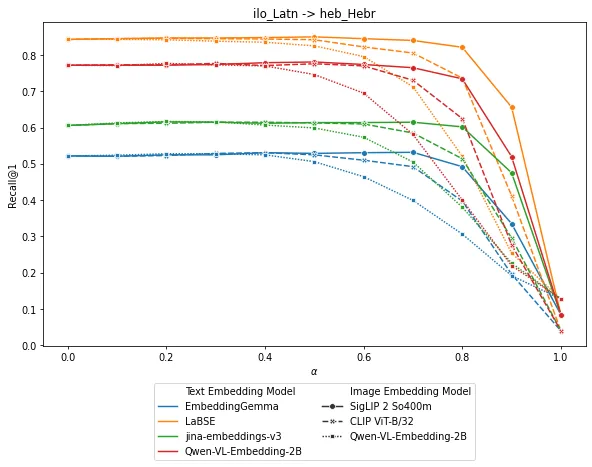 ilo_Latn -> heb_Hebr
Recall@1
0.8
0.7
0.6
0.5
0.4
0.3
0.2
0.1
0.0
0.0 0.2 0.4 0.6 0.8 1.0
α
Text Embedding Model
EmbeddingGemma
LaBSE
jina-embeddings-v3
Qwen-VL-Embedding-2B
Image Embedding Model
SigLIP 2 So400m
CLIP ViT-B/32
Qwen-VL-Embedding-2B